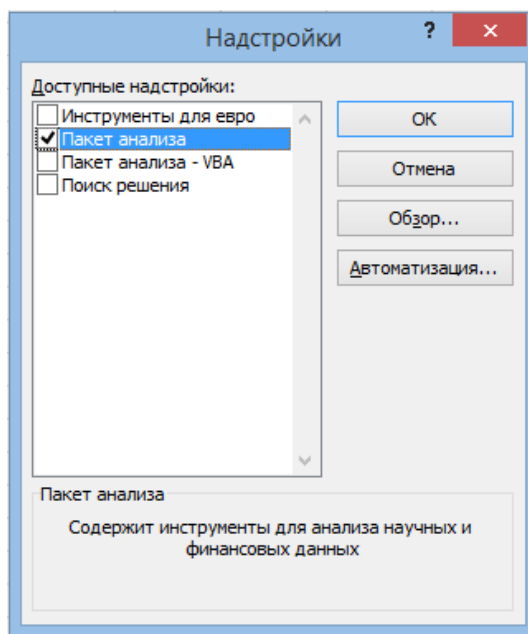 Надстройки
?
Доступные надстройки:
Инструменты для евро
Пакет анализа
Пакет анализа - VBA
Поиск решения
ОК
Отмена
Обзор...
Автоматизация...
Пакет анализа
Содержит инструменты для анализа научных и
финансовых данных